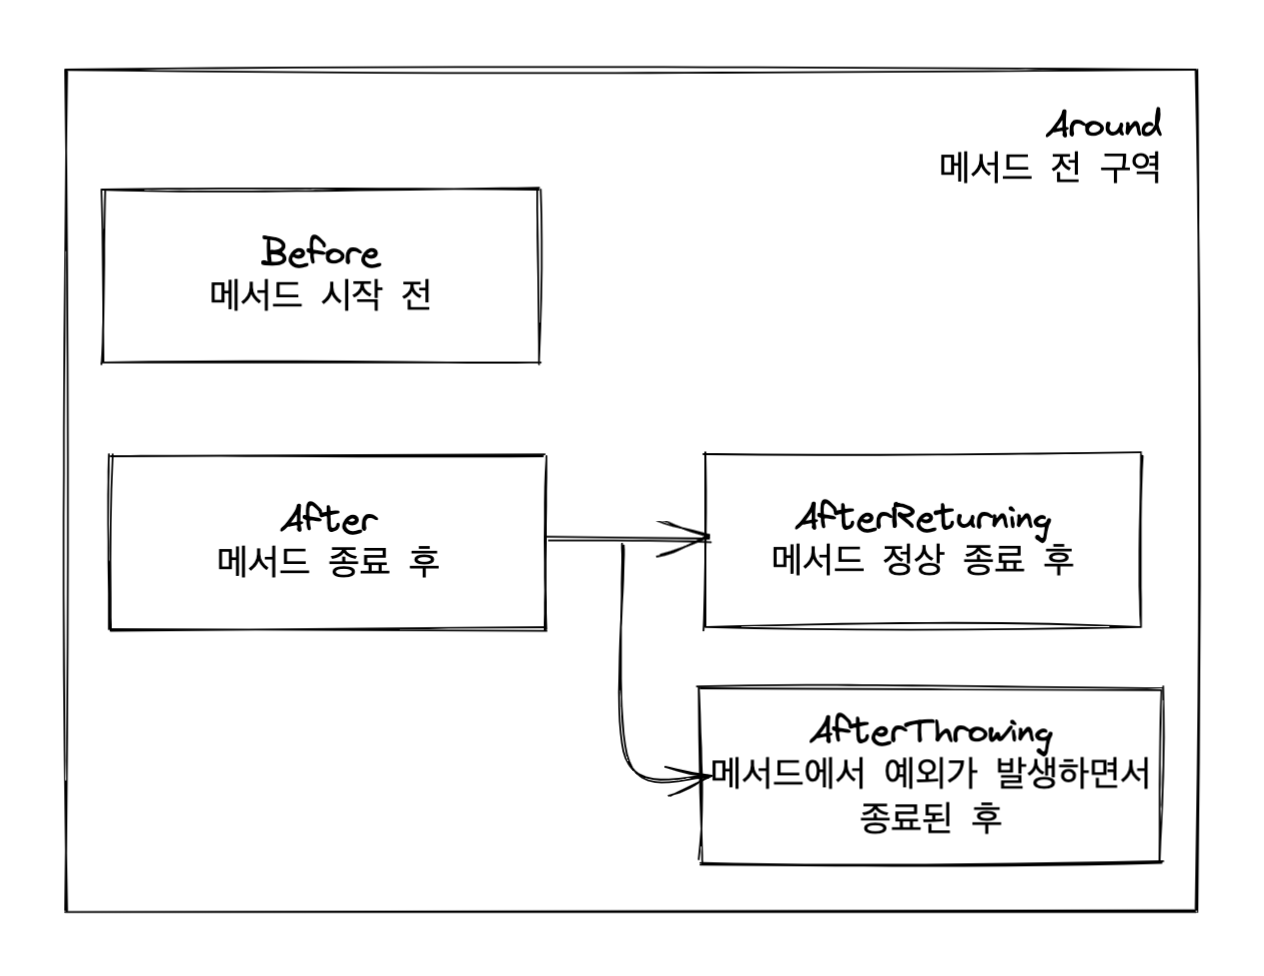 Around
메서드 전 구역
Before
메서드 시작 전
After
메서드 종료 후
AfterReturning
메서드 정상 종료 후
AfterThrowing
메서드에서 예외가 발생하면서
종료된 후